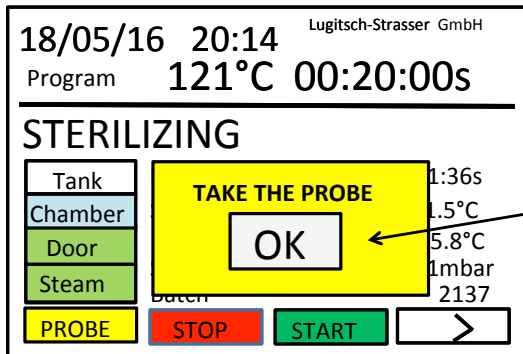 18/05/16 20:14 Lugitsch-Strasser GmbH
Program 121°C 00:20:00s
STERILIZING
Tank 1:36s
TAKE THE PROBE
Chamber .5°C
OK
Door 5.8°C
Steam 1mbar
Batch 2137
PROBE STOP START >